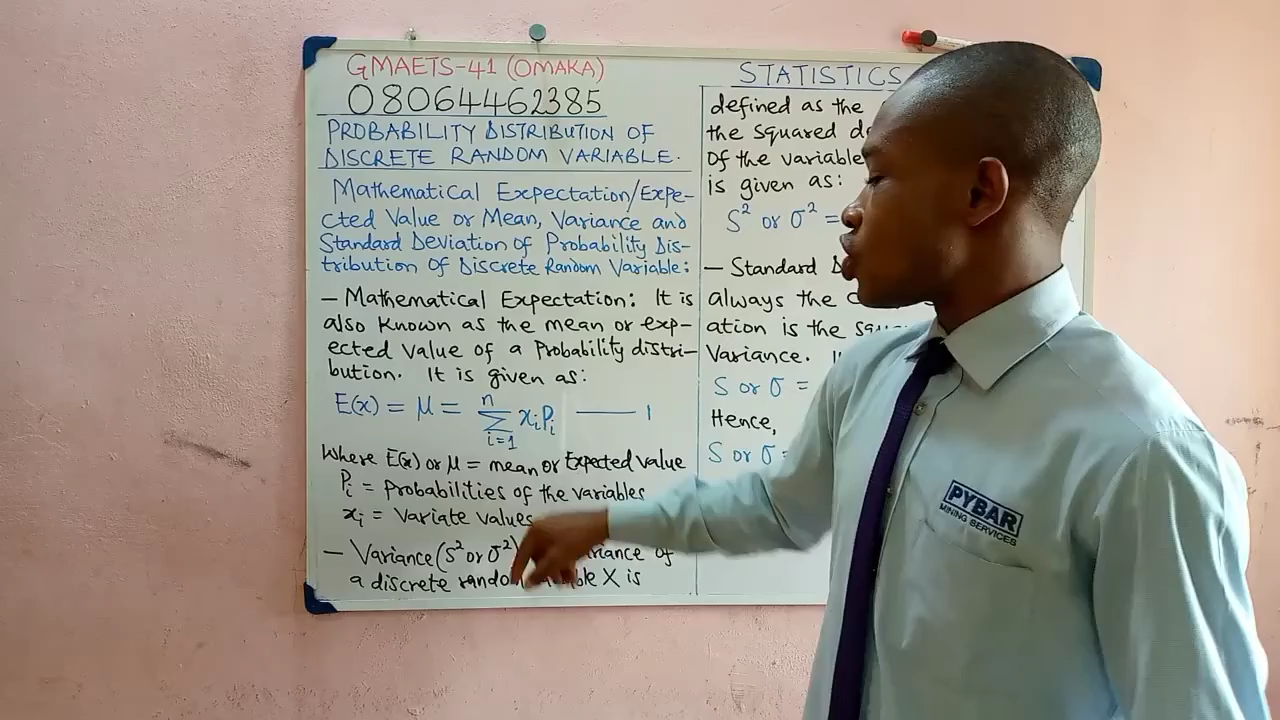 GMAETS-41 (OMAKA)
08064462385
PROBABILITY DISTRIBUTION OF
DISCRETE RANDOM VARIABLE.
Mathematical Expectation/Expe-
cted Value or Mean, Variance and
Standard Deviation of Probability Dis-
tribution of Discrete Random Variable:
- Mathematical Expectation: It is
also known as the mean or exp-
ected value of a Probability distri-
bution. It is given as:
E(x) = μ = n∑i=1 xiPi —— 1
Where E(x) or μ = mean or Expected value
Pi = Probabilities of the variables
xi = Variate values
- Variance (S² or σ²) of
a discrete X is
STATISTICS
defined as the
the squared
of the variable
is given as:
S² or σ² =
- Standard
always the
ation is the
Variance.
S or σ =
Hence,
S or σ =
PYBAR
MINING SERVICES